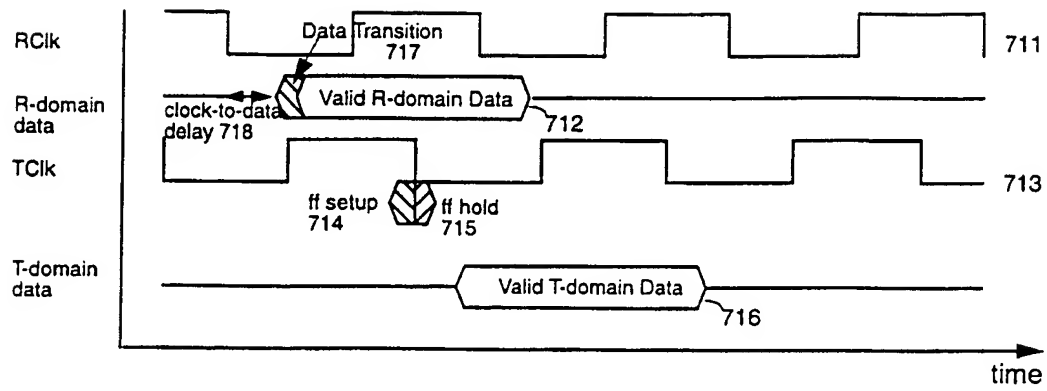 RClk
Data Transition
717
711
R-domain
data
clock-to-data
delay 718
Valid R-domain Data
712
TClk
713
ff setup
714
ff hold
715
T-domain
data
Valid T-domain Data
716
time